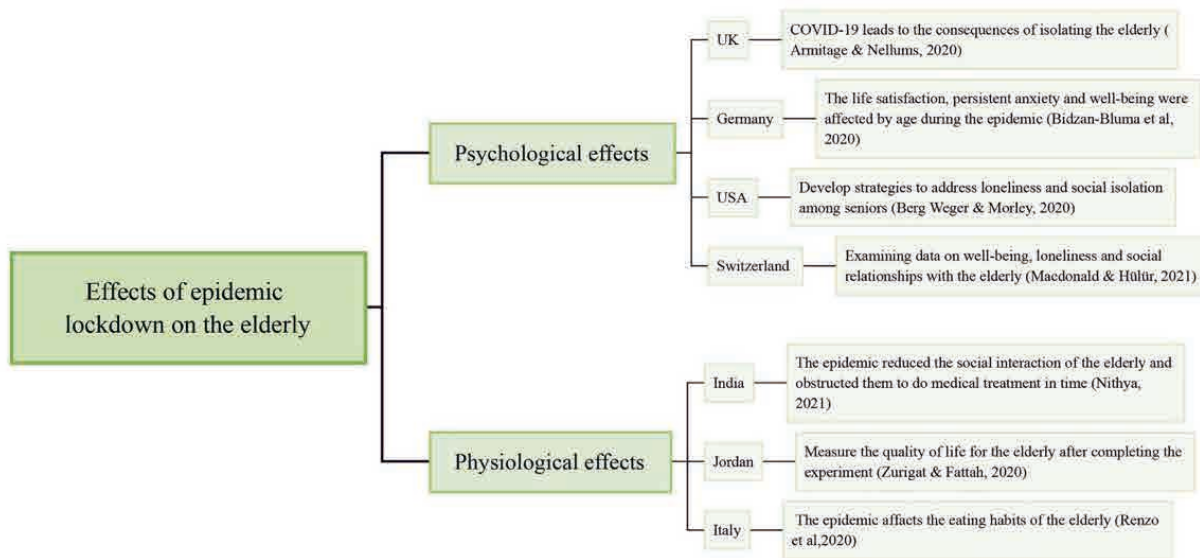 Effects of epidemic
lockdown on the elderly
Psychological effects
UK
COVID-19 leads to the consequences of isolating the elderly (
Armitage & Nellums, 2020)
Germany
The life satisfaction, persistent anxiety and well-being were
affected by age during the epidemic (Bidzan-Bluma et al,
2020)
USA
Develop strategies to address loneliness and social isolation
among seniors (Berg Weger & Morley, 2020)
Switzerland
Examining data on well-being, loneliness and social
relationships with the elderly (Macdonald & Hülür, 2021)
Physiological effects
India
The epidemic reduced the social interaction of the elderly and
obstructed them to do medical treatment in time (Nithya,
2021)
Jordan
Measure the quality of life for the elderly after completing the
experiment (Zurigat & Fattah, 2020)
Italy
The epidemic affacts the eating habits of the elderly (Renzo
et al,2020)